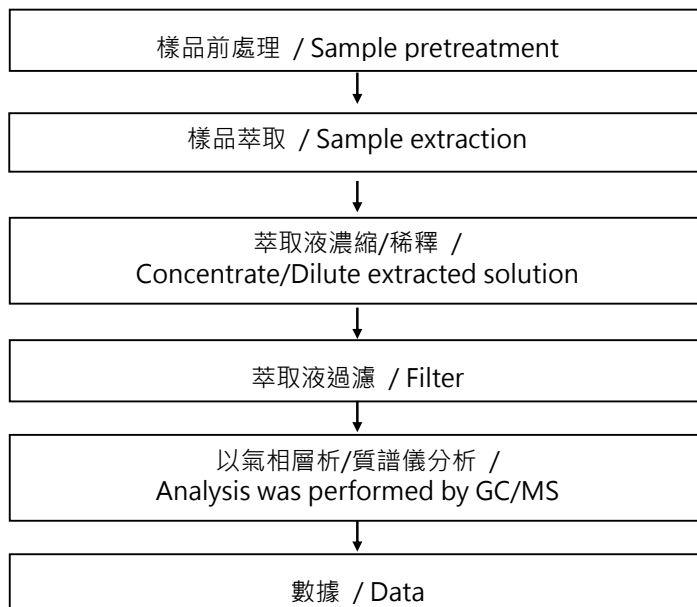 樣品前處理 / Sample pretreatment
樣品萃取 / Sample extraction
萃取液濃縮/稀釋 /
Concentrate/Dilute extracted solution
萃取液過濾 / Filter
以氣相層析/質譜儀分析 /
Analysis was performed by GC/MS
數據 / Data